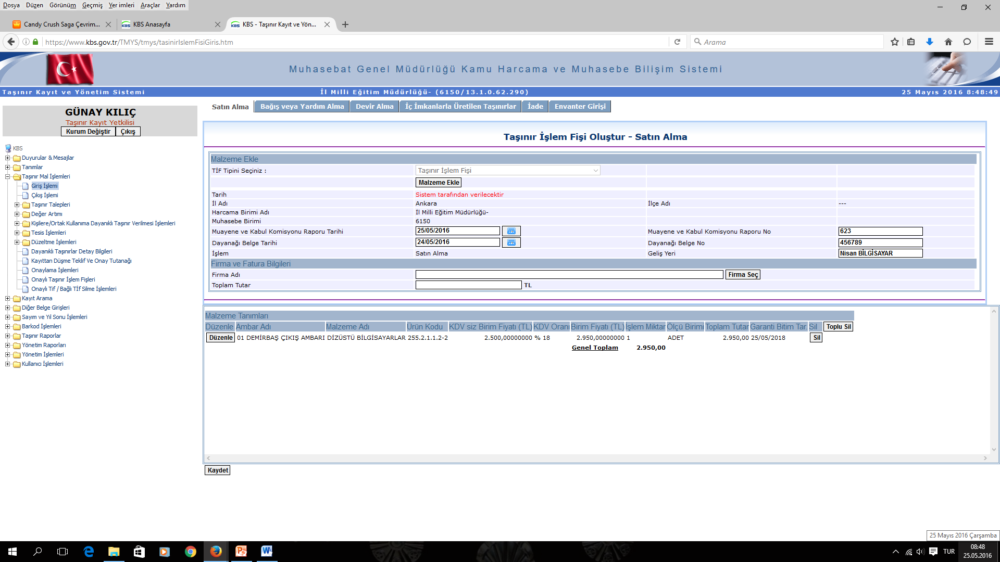 Dosya Düzen Görünüm Geçmiş Yer imleri Araçlar Yardım
Candy Crush Saga Çevrim...
KBS Anasayfa
KBS - Taşınır Kayıt ve Yön...
https://www.kbs.gov.tr/TMYS/tmys/tasinirIslemFisiGiris.htm
Arama
Muhasebat Genel Müdürlüğü Kamu Harcama ve Muhasebe Bilişim Sistemi
Taşınır Kayıt ve Yönetim Sistemi İl Milli Eğitim Müdürlüğü- (6150/13.1.0.62.290) 25 Mayıs 2016 8:48:49
GÜNAY KILIÇ
Taşınır Kayıt Yetkilisi
Kurum Değiştir Çıkış
KBS
Duyurular & Mesajlar
Tanımlar
Taşınır Mal İşlemleri
Giriş İşlemi
Çıkış İşlemi
Taşınır Talepleri
Değer Artımı
Kişilere/Ortak Kullanıma Dayanıklı Taşınır Verilmesi İşlemleri
Tesis İşlemleri
Düzeltme İşlemleri
Dayanıklı Taşınırlar Detay Bilgileri
Kayıttan Düşme Teklif Ve Onay Tutanağı
Onaylama İşlemleri
Onaylı Taşınır İşlem Fişleri
Onaylı Tif / Bağlı TİF Silme İşlemleri
Kayıt Arama
Diğer Belge Girişleri
Sayım ve Yıl Sonu İşlemleri
Barkod İşlemleri
Taşınır Raporlar
Yönetim Raporları
Yönetim İşlemleri
Kullanıcı İşlemleri
Satın Alma Bağış veya Yardım Alma Devir Alma İç İmkanlarla Üretilen Taşınırlar İade Envanter Girişi
Taşınır İşlem Fişi Oluştur - Satın Alma
Malzeme Ekle
TİF Tipini Seçiniz : Taşınır İşlem Fişi
Malzeme Ekle
Tarih Sistem tarafından verilecektir
İl Adı Ankara İlçe Adı ---
Harcama Birimi Adı İl Milli Eğitim Müdürlüğü-
Muhasebe Birimi 6150
Muayene ve Kabul Komisyonu Raporu Tarihi 25/05/2016 Muayene ve Kabul Komisyonu Raporu No 623
Dayanağı Belge Tarihi 24/05/2016 Dayanağı Belge No 456789
İşlem Satın Alma Geliş Yeri Nisan BİLGİSAYAR
Firma ve Fatura Bilgileri
Firma Adı Firma Seç
Toplam Tutar TL
Malzeme Tanımları
Düzenle Ambar Adı Malzeme Adı Ürün Kodu KDV siz Birim Fiyatı (TL) KDV Oranı Birim Fiyatı (TL) İşlem Miktar Ölçü Birimi Toplam Tutar Garanti Bitim Tar. Sil Toplu Sil
Düzenle 01 DEMİRBAŞ ÇIKIŞ AMBARI DİZÜSTÜ BİLGİSAYARLAR 255.2.1.1.2-2 2.500,00000000 % 18 2.950,00000000 1 ADET 2.950,00 25/05/2018 Sil
Genel Toplam 2.950,00
Kaydet
25 Mayıs 2016 Çarşamba
TUR
08:48
25.05.2016